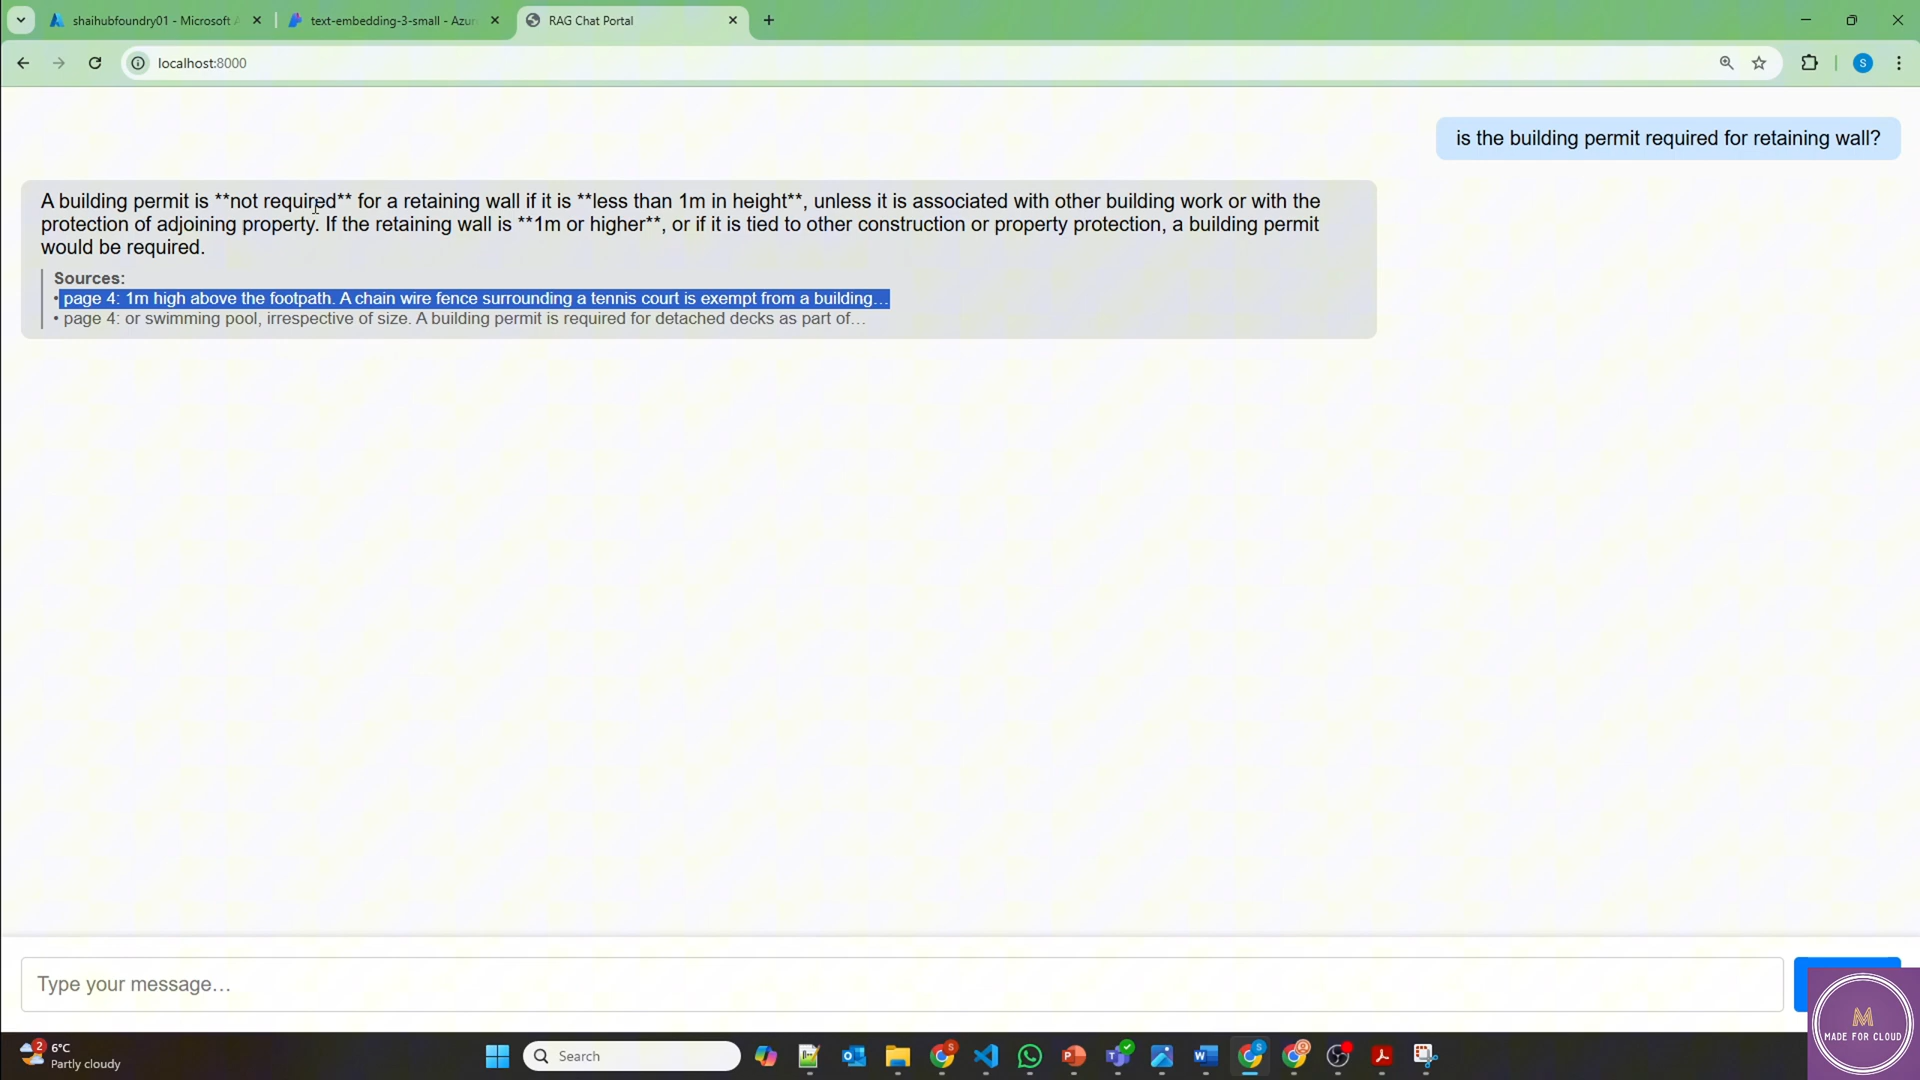 shaihubfoundry01 - Microsoft A
text-embedding-3-small - Azur
RAG Chat Portal
localhost:8000
S
is the building permit required for retaining wall?
A building permit is **not required** for a retaining wall if it is **less than 1m in height**, unless it is associated with other building work or with the
protection of adjoining property. If the retaining wall is **1m or higher**, or if it is tied to other construction or property protection, a building permit
would be required.
Sources:
• page 4: 1m high above the footpath. A chain wire fence surrounding a tennis court is exempt from a building…
• page 4: or swimming pool, irrespective of size. A building permit is required for detached decks as part of…
Type your message…
M
MADE FOR CLOUD
2
6°C
Partly cloudy
Search